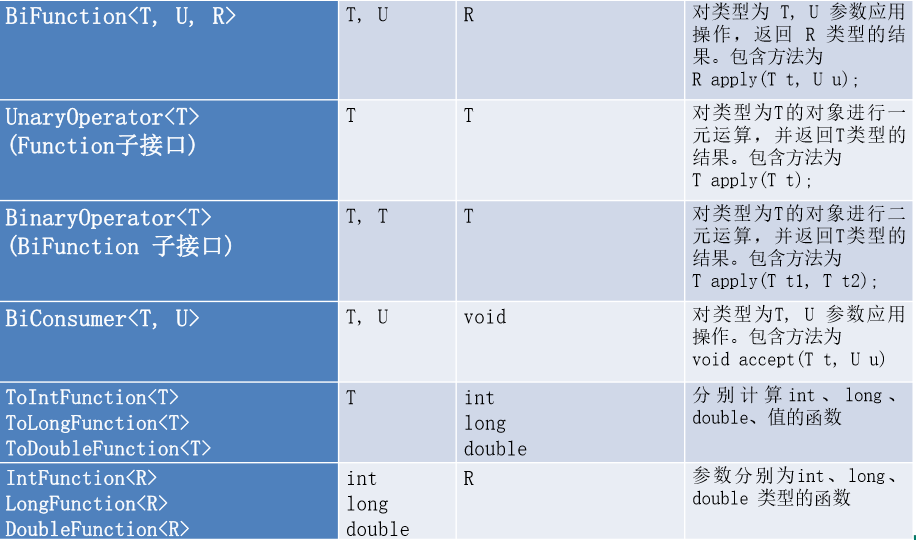 BiFunction<T, U, R>
T, U
R
对类型为 T, U 参数应用
操作，返回 R 类型的结
果。包含方法为
R apply(T t, U u);
UnaryOperator<T>
(Function子接口)
T
T
对类型为T的对象进行一
元运算，并返回T类型的
结果。包含方法为
T apply(T t);
BinaryOperator<T>
(BiFunction 子接口)
T, T
T
对类型为T的对象进行二
元运算，并返回T类型的
结果。包含方法为
T apply(T t1, T t2);
BiConsumer<T, U>
T, U
void
对类型为T, U 参数应用
操作。包含方法为
void accept(T t, U u)
ToIntFunction<T>
ToLongFunction<T>
ToDoubleFunction<T>
T
int
long
double
分别计算int、long、
double、值的函数
IntFunction<R>
LongFunction<R>
DoubleFunction<R>
int
long
double
R
参数分别为int、long、
double 类型的函数